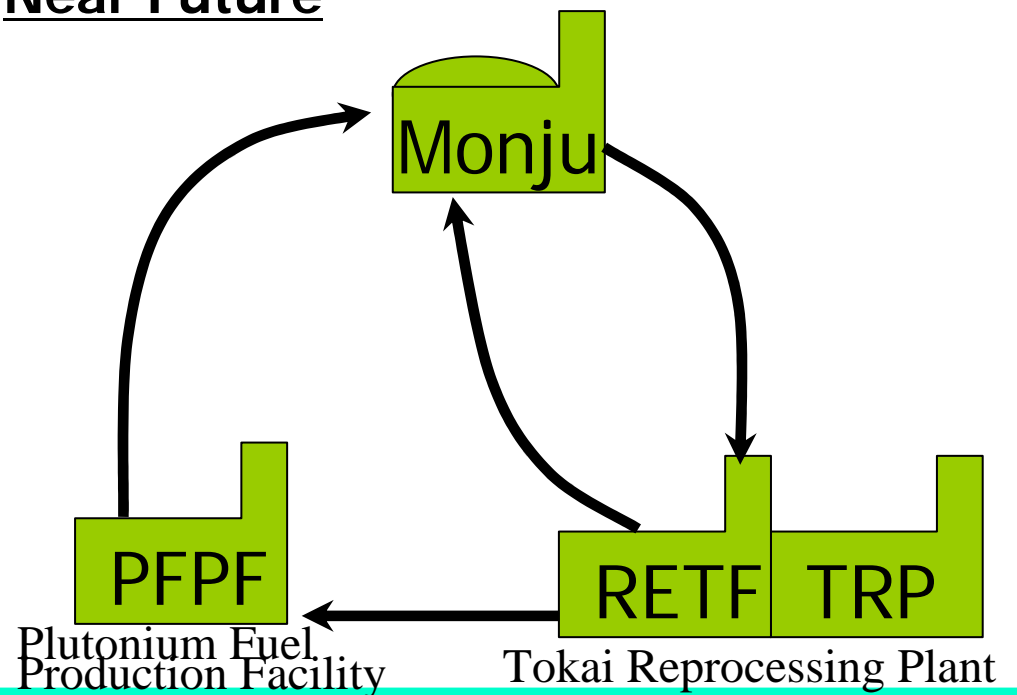 Near Future
Monju
PFPF
RETF TRP
Plutonium Fuel
Production Facility
Tokai Reprocessing Plant